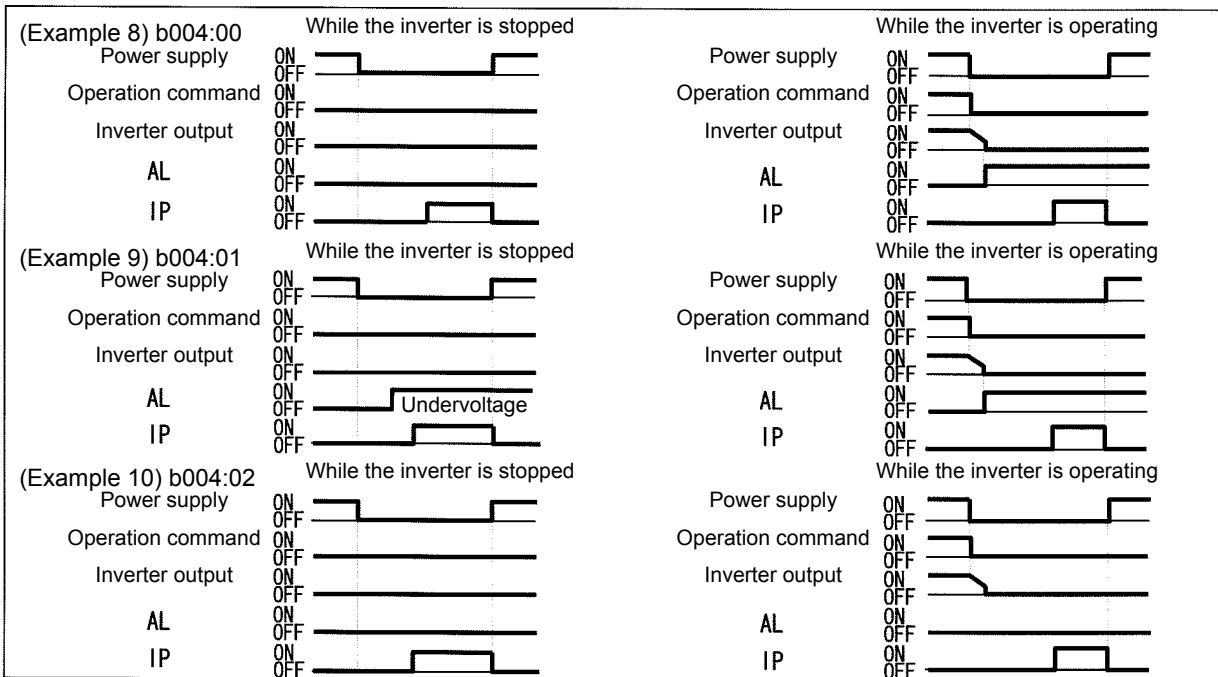 (Example 8) b004:00
While the inverter is stopped
Power supply ON OFF
Operation command ON OFF
Inverter output ON OFF
AL ON OFF
IP ON OFF
While the inverter is operating
Power supply ON OFF
Operation command ON OFF
Inverter output ON OFF
AL ON OFF
IP ON OFF
(Example 9) b004:01
While the inverter is stopped
Power supply ON OFF
Operation command ON OFF
Inverter output ON OFF
AL ON OFF Undervoltage
IP ON OFF
While the inverter is operating
Power supply ON OFF
Operation command ON OFF
Inverter output ON OFF
AL ON OFF
IP ON OFF
(Example 10) b004:02
While the inverter is stopped
Power supply ON OFF
Operation command ON OFF
Inverter output ON OFF
AL ON OFF
IP ON OFF
While the inverter is operating
Power supply ON OFF
Operation command ON OFF
Inverter output ON OFF
AL ON OFF
IP ON OFF